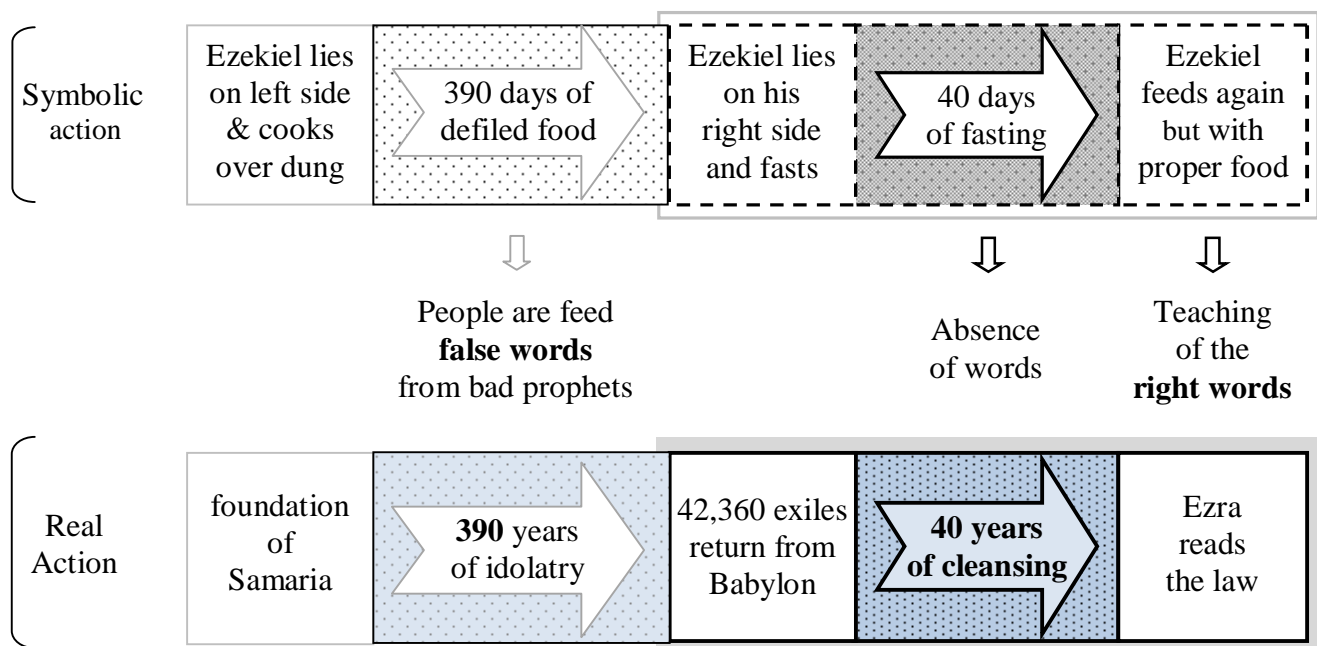 Symbolic
action
Ezekiel lies
on left side
& cooks
over dung
390 days of
defiled food
Ezekiel lies
on his
right side
and fasts
40 days
of fasting
Ezekiel
feeds again
but with
proper food
People are feed
false words
from bad prophets
Absence
of words
Teaching
of the
right words
Real
Action
foundation
of
Samaria
390 years
of idolatry
42,360 exiles
return from
Babylon
40 years
of cleansing
Ezra
reads
the law